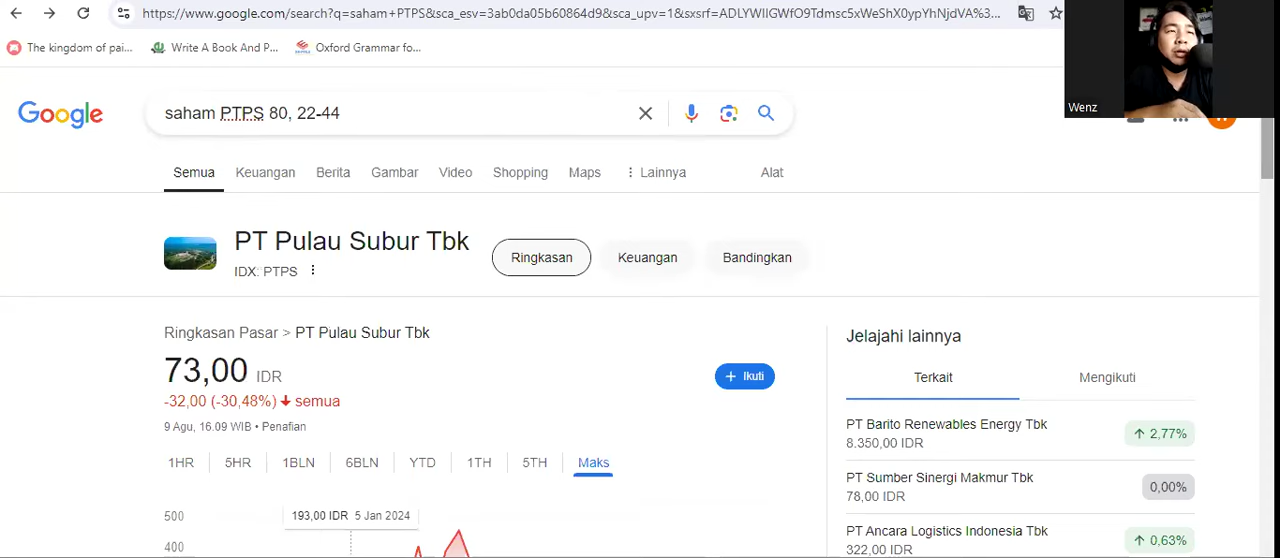 https://www.google.com/search?q=saham+PTPS&sca_esv=3ab0da05b60864d9&sca_upv=1&sxsrf=ADLYWIIGWfO9Tdmsc5xWeShX0ypYhNjdVA%3...
The kingdom of pai...
Write A Book And P...
Oxford Grammar fo...
Wenz
Google
saham PTPS 80, 22-44
Semua
Keuangan
Berita
Gambar
Video
Shopping
Maps
Lainnya
Alat
PT Pulau Subur Tbk
IDX: PTPS
Ringkasan
Keuangan
Bandingkan
Ringkasan Pasar > PT Pulau Subur Tbk
73,00 IDR
-32,00 (-30,48%) semua
9 Agu, 16.09 WIB • Penafian
+ Ikuti
1HR
5HR
1BLN
6BLN
YTD
1TH
5TH
Maks
193,00 IDR 5 Jan 2024
500
400
Jelajahi lainnya
Terkait
Mengikuti
PT Barito Renewables Energy Tbk
8.350,00 IDR
2,77%
PT Sumber Sinergi Makmur Tbk
78,00 IDR
0,00%
PT Ancara Logistics Indonesia Tbk
322,00 IDR
0,63%